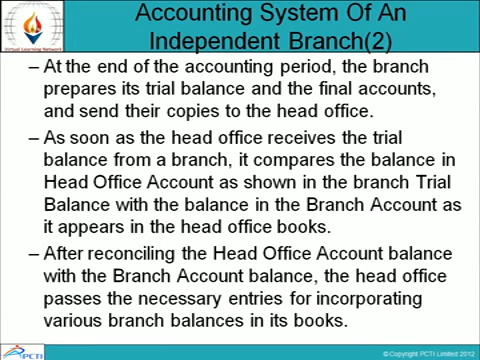 Accounting System Of An
Independent Branch(2)
Virtual Learning Network
– At the end of the accounting period, the branch
prepares its trial balance and the final accounts,
and send their copies to the head office.
– As soon as the head office receives the trial
balance from a branch, it compares the balance in
Head Office Account as shown in the branch Trial
Balance with the balance in the Branch Account as
it appears in the head office books.
– After reconciling the Head Office Account balance
with the Branch Account balance, the head office
passes the necessary entries for incorporating
various branch balances in its books.
PCTI
© Copyright PCTI Limited 2012